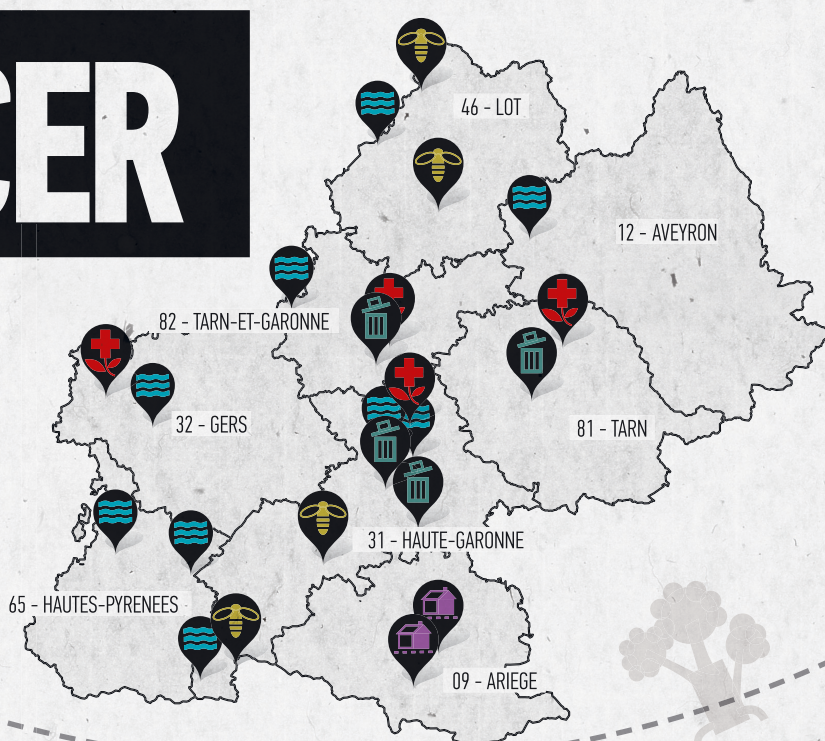 CER
46 - LOT
12 - AVEYRON
82 - TARN-ET-GARONNE
32 - GERS
81 - TARN
31 - HAUTE-GARONNE
65 - HAUTES-PYRENEES
09 - ARIEGE